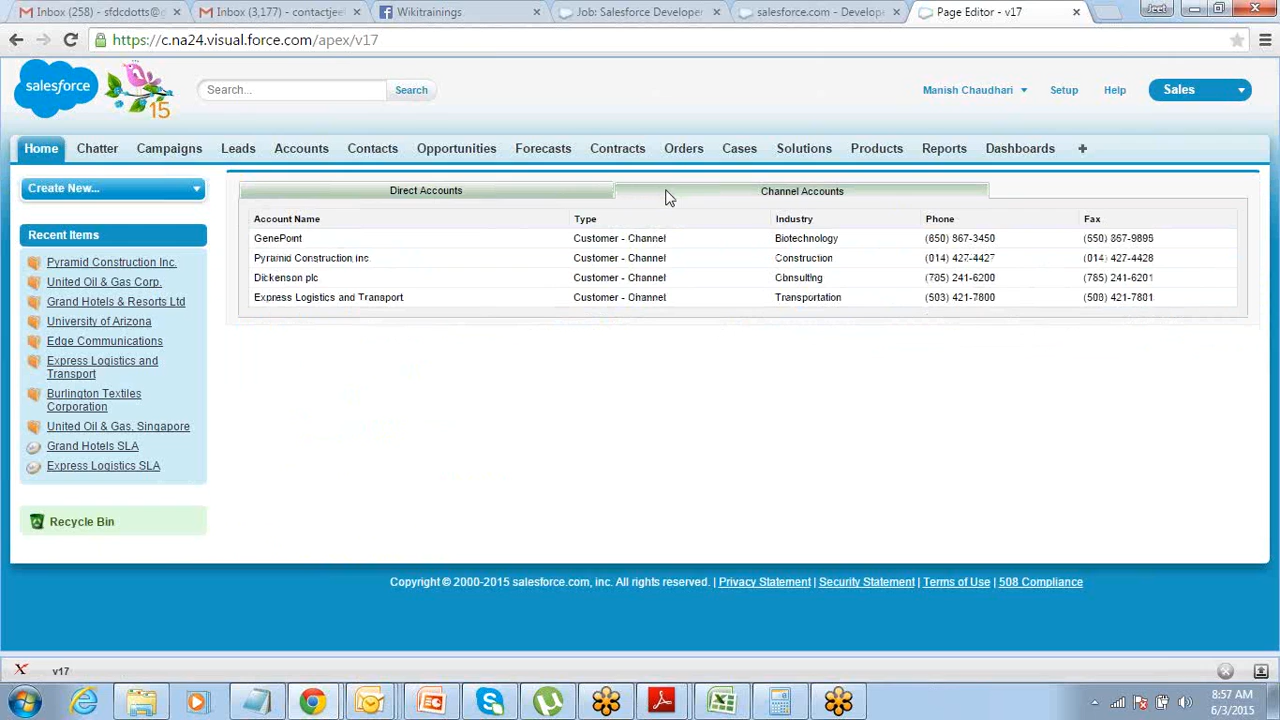 Inbox (258) - sfdcdotts@g
Inbox (3,177) - contactjee
Wikitrainings
Job: Salesforce Developer
salesforce.com - Develop
Page Editor - v17
Jeet
https://c.na24.visual.force.com/apex/v17
salesforce
15
Search...
Search
Manish Chaudhari
Setup
Help
Sales
Home
Chatter
Campaigns
Leads
Accounts
Contacts
Opportunities
Forecasts
Contracts
Orders
Cases
Solutions
Products
Reports
Dashboards
+
Create New...
Recent Items
Pyramid Construction Inc.
United Oil & Gas Corp.
Grand Hotels & Resorts Ltd
University of Arizona
Edge Communications
Express Logistics and
Transport
Burlington Textiles
Corporation
United Oil & Gas, Singapore
Grand Hotels SLA
Express Logistics SLA
Recycle Bin
Direct Accounts
Channel Accounts
Account Name Type Industry Phone Fax
GenePoint Customer - Channel Biotechnology (650) 867-3450 (650) 867-9895
Pyramid Construction Inc. Customer - Channel Construction (014) 427-4427 (014) 427-4428
Dickenson plc Customer - Channel Consulting (785) 241-6200 (785) 241-6201
Express Logistics and Transport Customer - Channel Transportation (503) 421-7800 (503) 421-7801
Copyright © 2000-2015 salesforce.com, inc. All rights reserved. | Privacy Statement | Security Statement | Terms of Use | 508 Compliance
v17
8:57 AM
6/3/2015